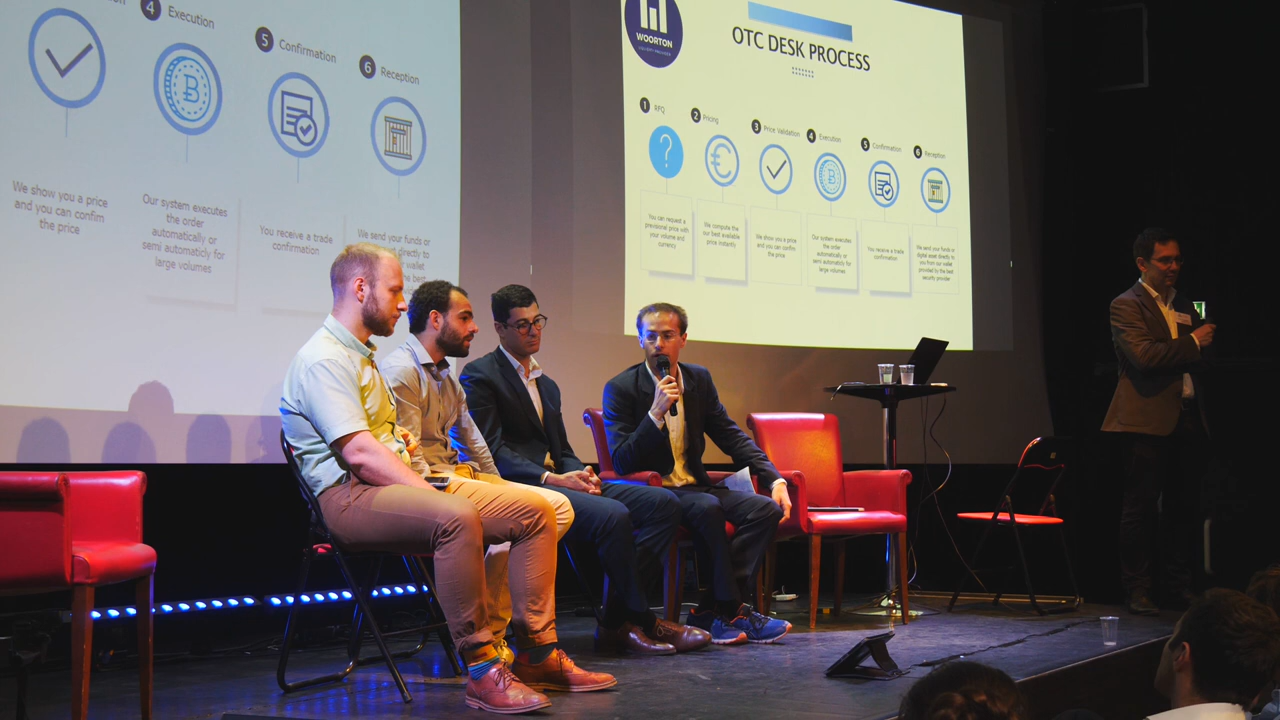 4 Execution
5 Confirmation
6 Reception
We show you a price
and you can confirm
the price
Our system executes
the order
automatically or
semi automaticly for
large volumes
You receive a trade
confirmation
We send your funds or
directly to
wallet
WOORTON
OTC DESK PROCESS
1 RFQ
2 Pricing
3 Price Validation
4 Execution
5 Confirmation
6 Reception
You can request a
provisional price with
your volume and
currency
We compute the
our best available
price instantly
We show you a price
and you can confirm
the price
Our system executes
the order
automatically or
semi automaticly for
large volumes
You receive a trade
confirmation
We send your funds or
digital asset directly to
you from our wallet
provided by the best
security provider